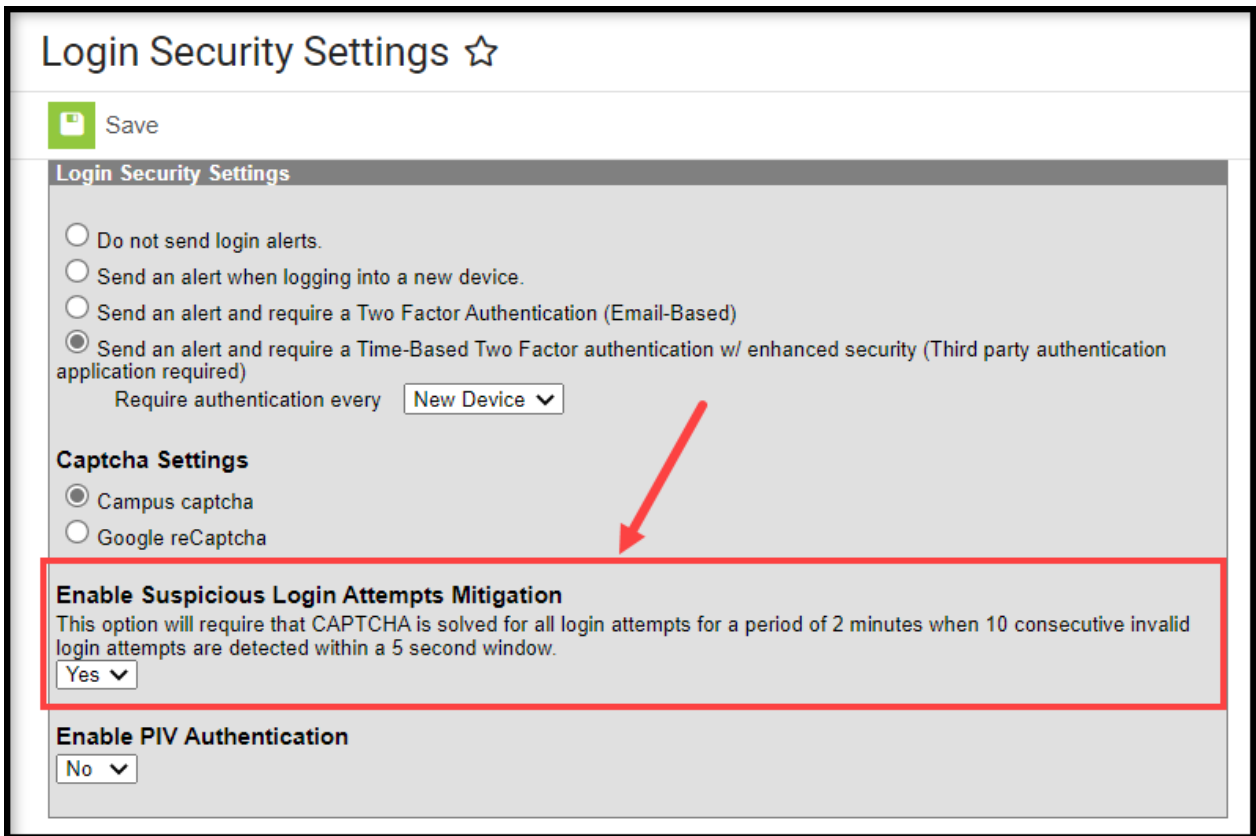 Login Security Settings
Save
Login Security Settings
Do not send login alerts.
Send an alert when logging into a new device.
Send an alert and require a Two Factor Authentication (Email-Based)
Send an alert and require a Time-Based Two Factor authentication w/ enhanced security (Third party authentication
application required)
Require authentication every New Device
Captcha Settings
Campus captcha
Google reCaptcha
Enable Suspicious Login Attempts Mitigation
This option will require that CAPTCHA is solved for all login attempts for a period of 2 minutes when 10 consecutive invalid
login attempts are detected within a 5 second window.
Yes
Enable PIV Authentication
No